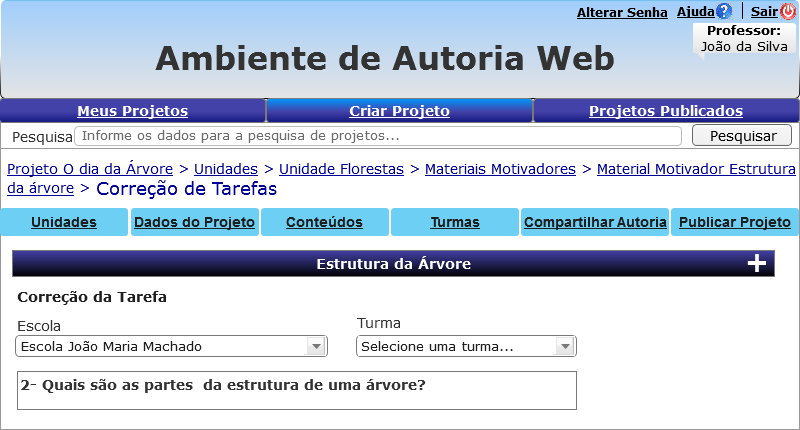 Alterar Senha Ajuda ? Sair
Professor:
João da Silva
Ambiente de Autoria Web
Meus Projetos Criar Projeto Projetos Publicados
Pesquisa Informe os dados para a pesquisa de projetos... Pesquisar
Projeto O dia da Árvore > Unidades > Unidade Florestas > Materiais Motivadores > Material Motivador Estrutura
da árvore > Correção de Tarefas
Unidades Dados do Projeto Conteúdos Turmas Compartilhar Autoria Publicar Projeto
Estrutura da Árvore +
Correção da Tarefa
Escola Turma
Escola João Maria Machado Selecione uma turma...
2- Quais são as partes  da estrutura de uma árvore?